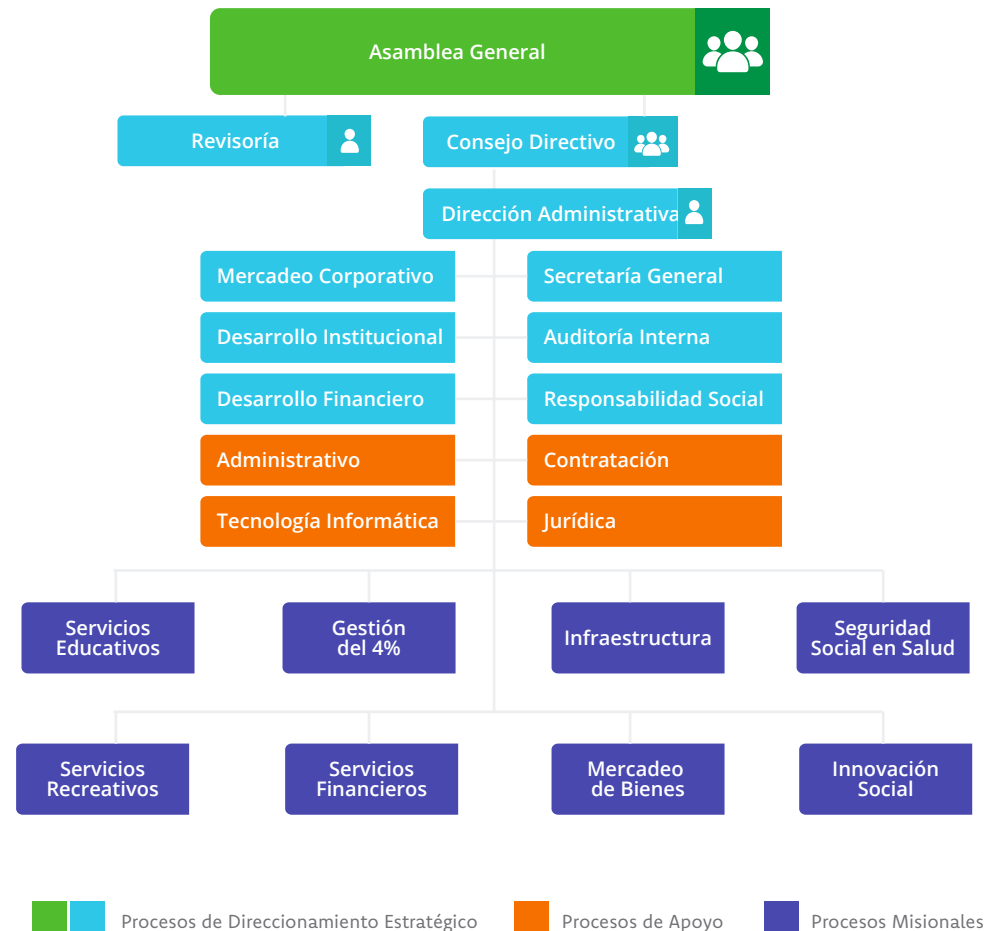 Asamblea General
Revisoría
Consejo Directivo
Dirección Administrativa
Mercadeo Corporativo
Secretaría General
Desarrollo Institucional
Auditoría Interna
Desarrollo Financiero
Responsabilidad Social
Administrativo
Contratación
Tecnología Informática
Jurídica
Servicios
Educativos
Gestión
del 4%
Infraestructura
Seguridad
Social en Salud
Servicios
Recreativos
Servicios
Financieros
Mercadeo
de Bienes
Innovación
Social
Procesos de Direccionamiento Estratégico
Procesos de Apoyo
Procesos Misionales